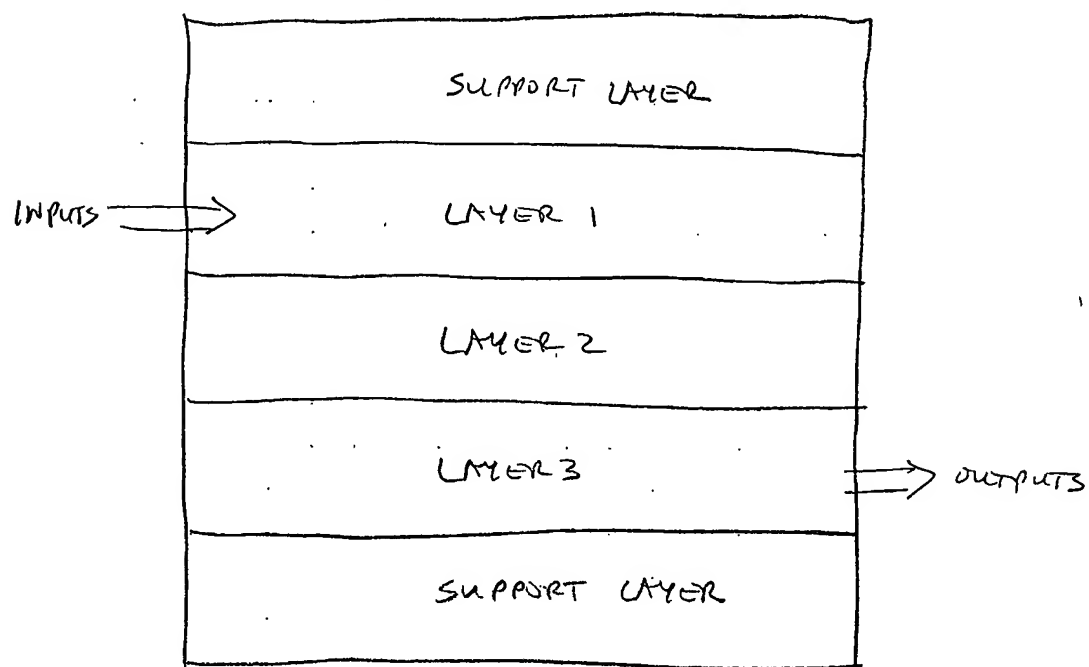 SUPPORT LAYER
INPUTS
LAYER 1
LAYER 2
LAYER 3
OUTPUTS
SUPPORT LAYER